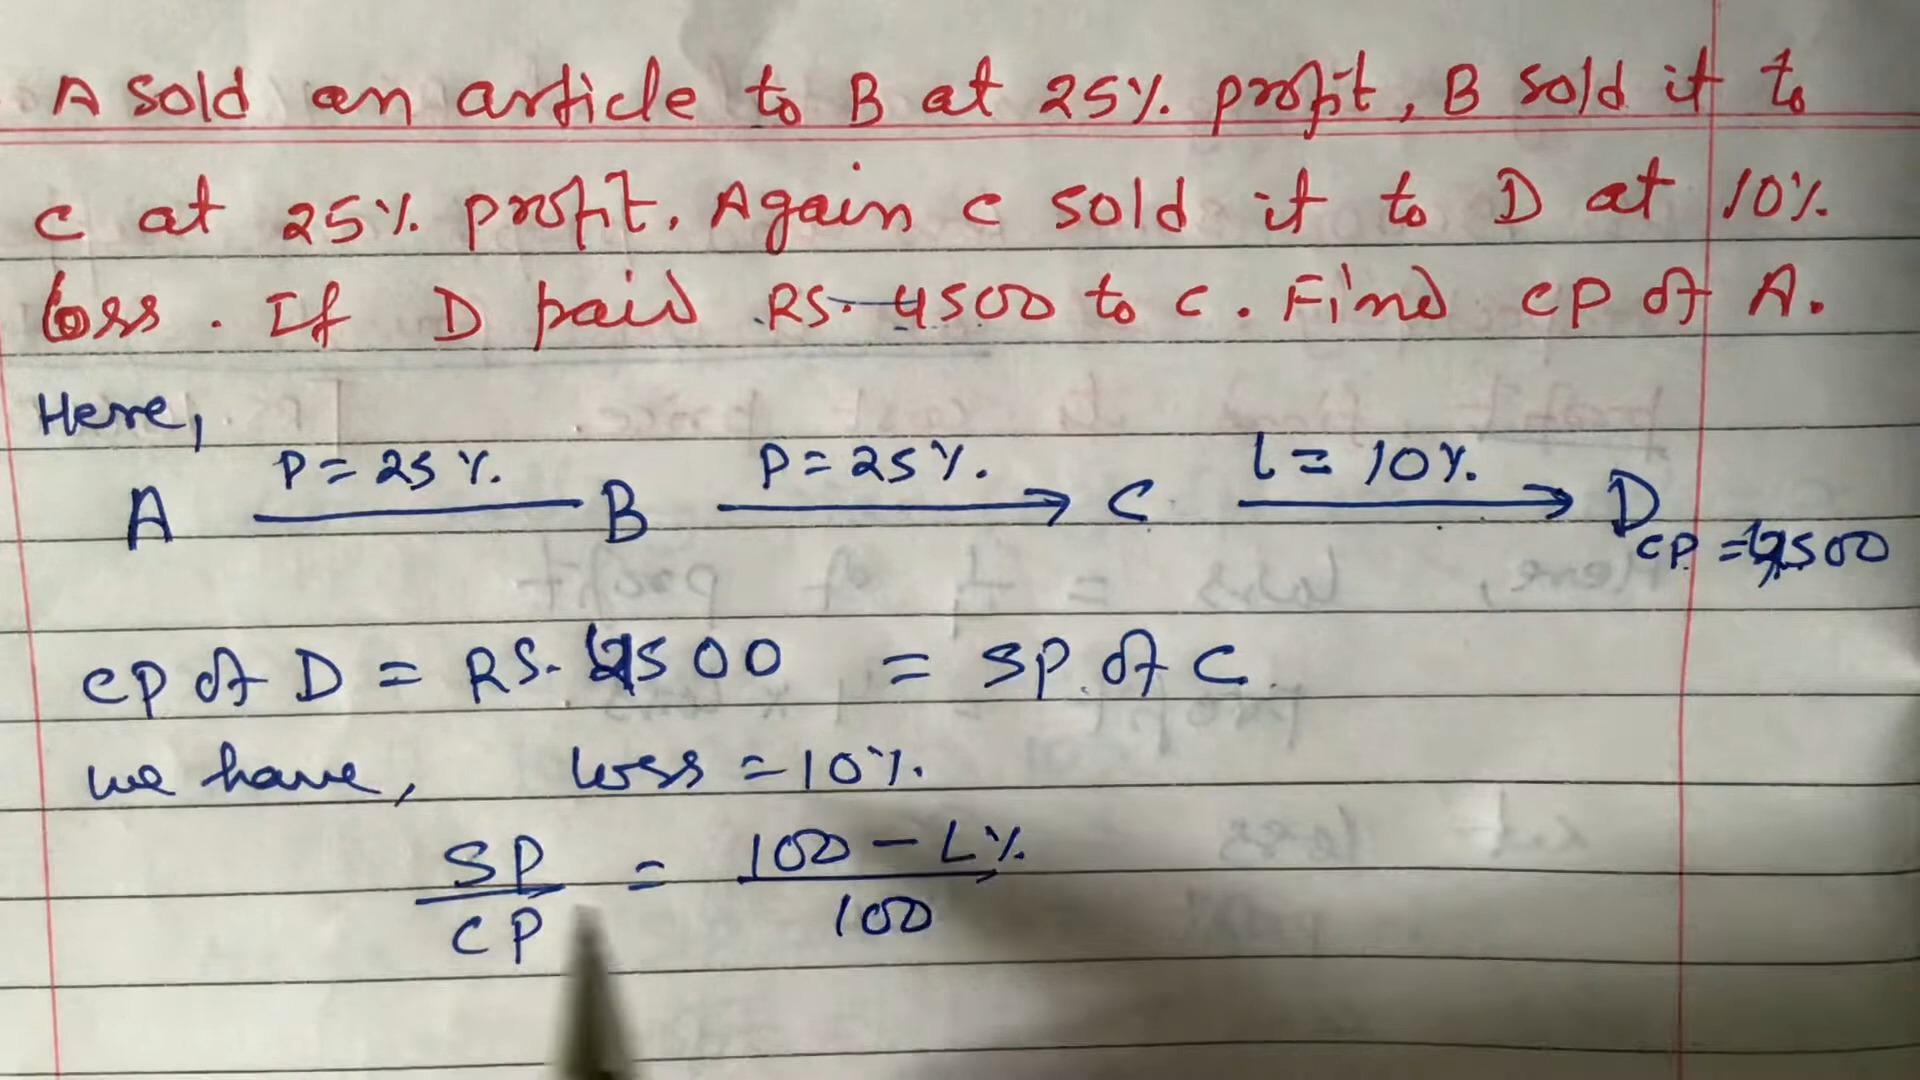 A sold an article to B at 25% profit, B sold it to
C at 25% profit. Again C sold it to D at 10%
loss. If D paid RS. 4500 to C. Find CP of A.
Here,
A P = 25% B P = 25% C l = 10% D
CP = 4500
CP of D = RS. 4500 = SP of C
we have, loss = 10%
SP / CP = 100 - L% / 100